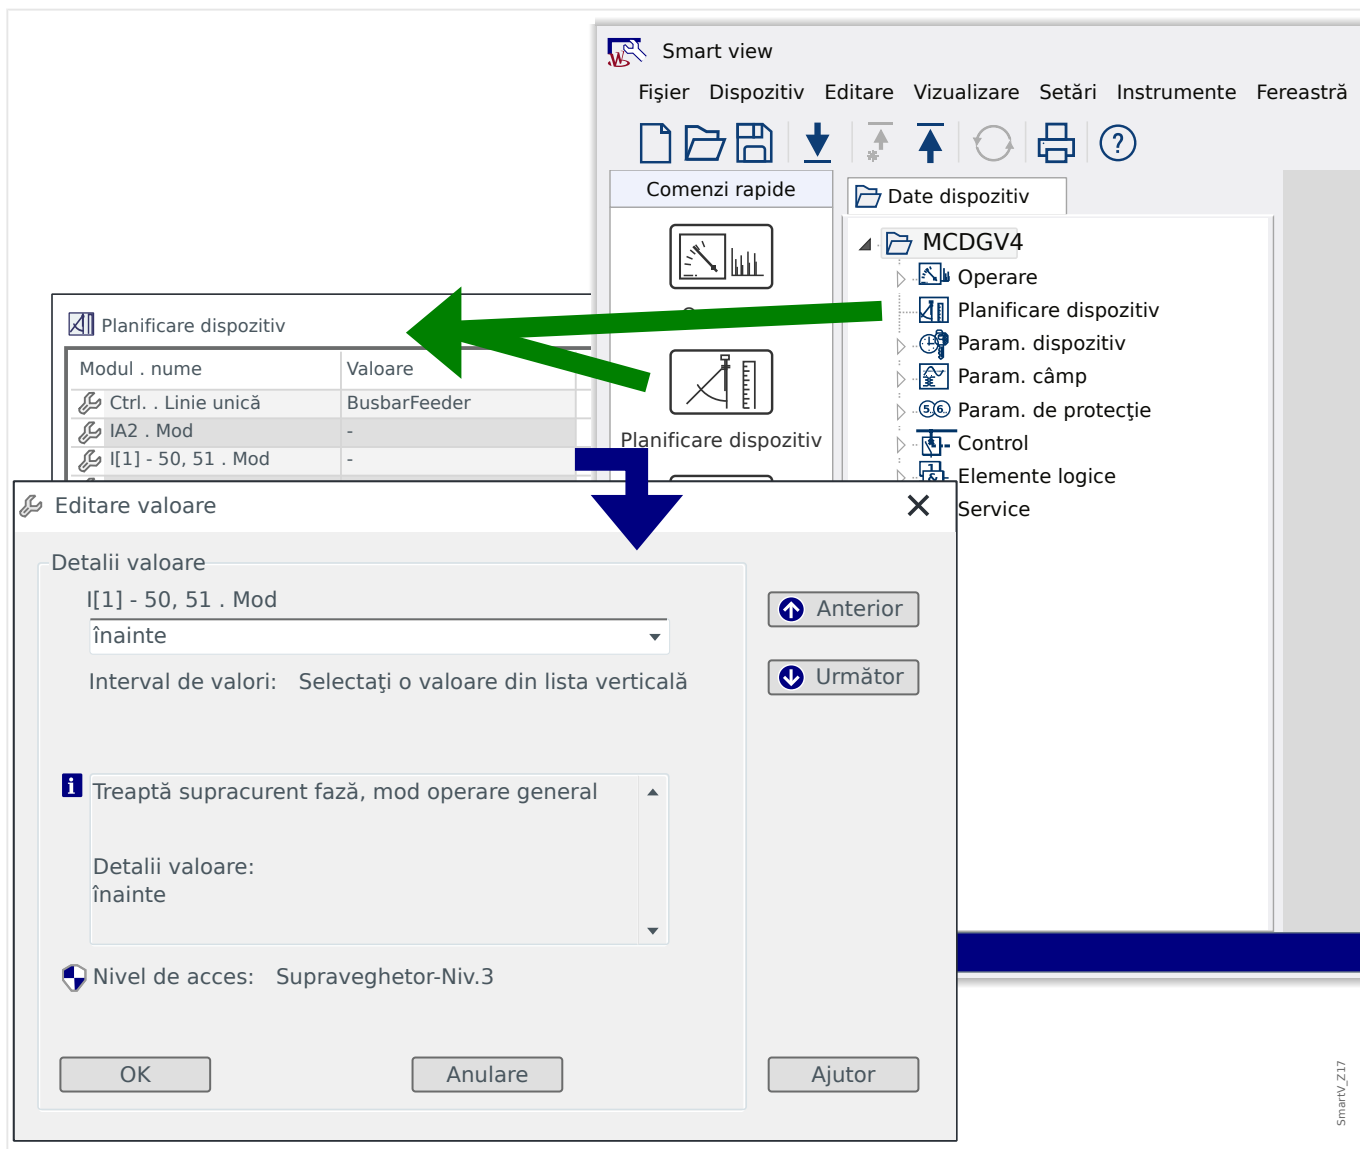 Smart view
Fişier Dispozitiv Editare Vizualizare Setări Instrumente Fereastră
Comenzi rapide
Planificare dispozitiv
Date dispozitiv
MCDGV4
Operare
Planificare dispozitiv
Param. dispozitiv
Param. câmp
Param. de protecţie
Control
Elemente logice
Service
Planificare dispozitiv
Modul . nume Valoare
Ctrl. . Linie unică BusbarFeeder
IA2 . Mod -
I[1] - 50, 51 . Mod -
Editare valoare
Detalii valoare
I[1] - 50, 51 . Mod
înainte
Interval de valori: Selectaţi o valoare din lista verticală
Treaptă supracurent fază, mod operare general
Detalii valoare:
înainte
Nivel de acces: Supraveghetor-Niv.3
OK
Anulare
Anterior
Următor
Ajutor
SmartV_Z17